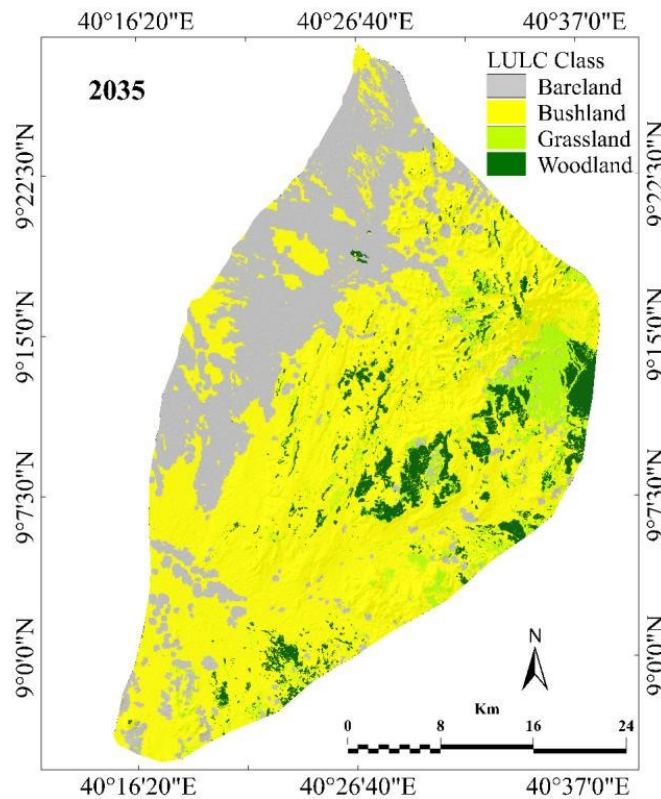 40°16'20"E 40°26'40"E 40°37'0"E
2035
LULC Class
Bareland
Bushland
Grassland
Woodland
9°22'30"N 9°22'30"N
9°15'0"N 9°15'0"N
9°7'30"N 9°7'30"N
9°0'0"N 9°0'0"N
N
Km
0 8 16 24
40°16'20"E 40°26'40"E 40°37'0"E